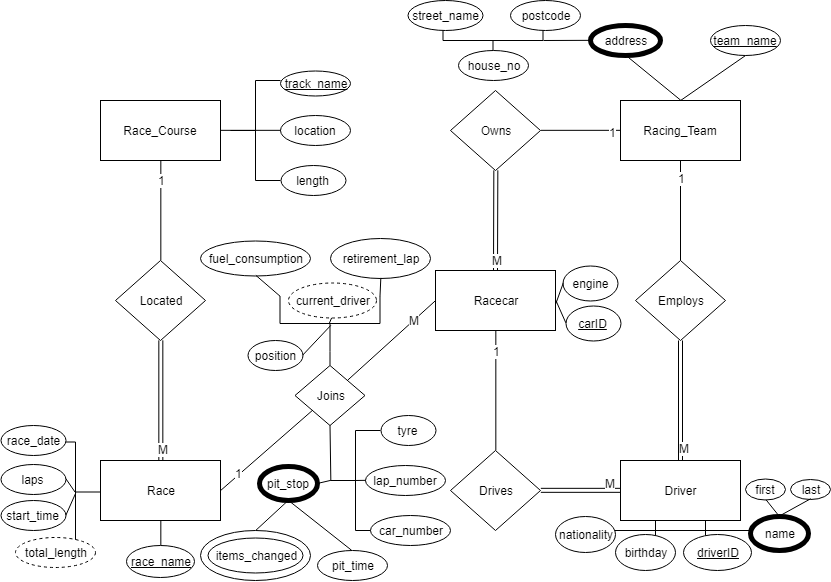 street_name
postcode
address
team_name
house_no
track_name
Race_Course
location
length
Owns
1
Racing_Team
1
1
fuel_consumption
retirement_lap
M
Located
current_driver
Racecar
engine
carID
Employs
position
M
1
Joins
race_date
M
tyre
M
laps
Race
1
pit_stop
lap_number
Drives
M
Driver
first
last
start_time
total_length
race_name
items_changed
pit_time
car_number
nationality
birthday
driverID
name